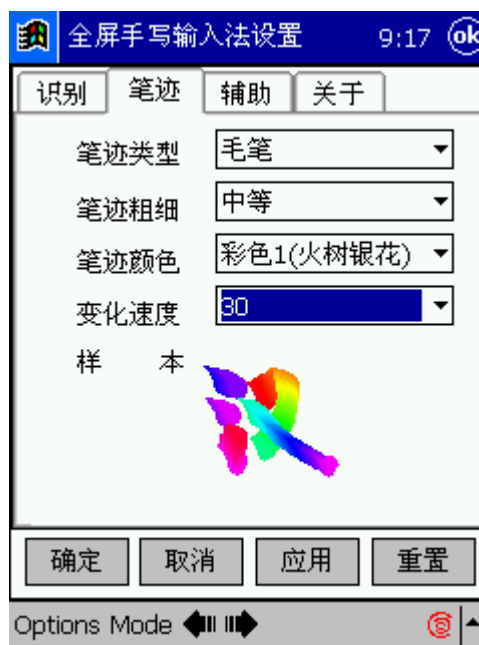 全屏手写输入法设置 9:17 ok
识别 笔迹 辅助 关于
笔迹类型 毛笔
笔迹粗细 中等
笔迹颜色 彩色1(火树银花)
变化速度 30
样 本
汉
确定 取消 应用 重置
Options Mode